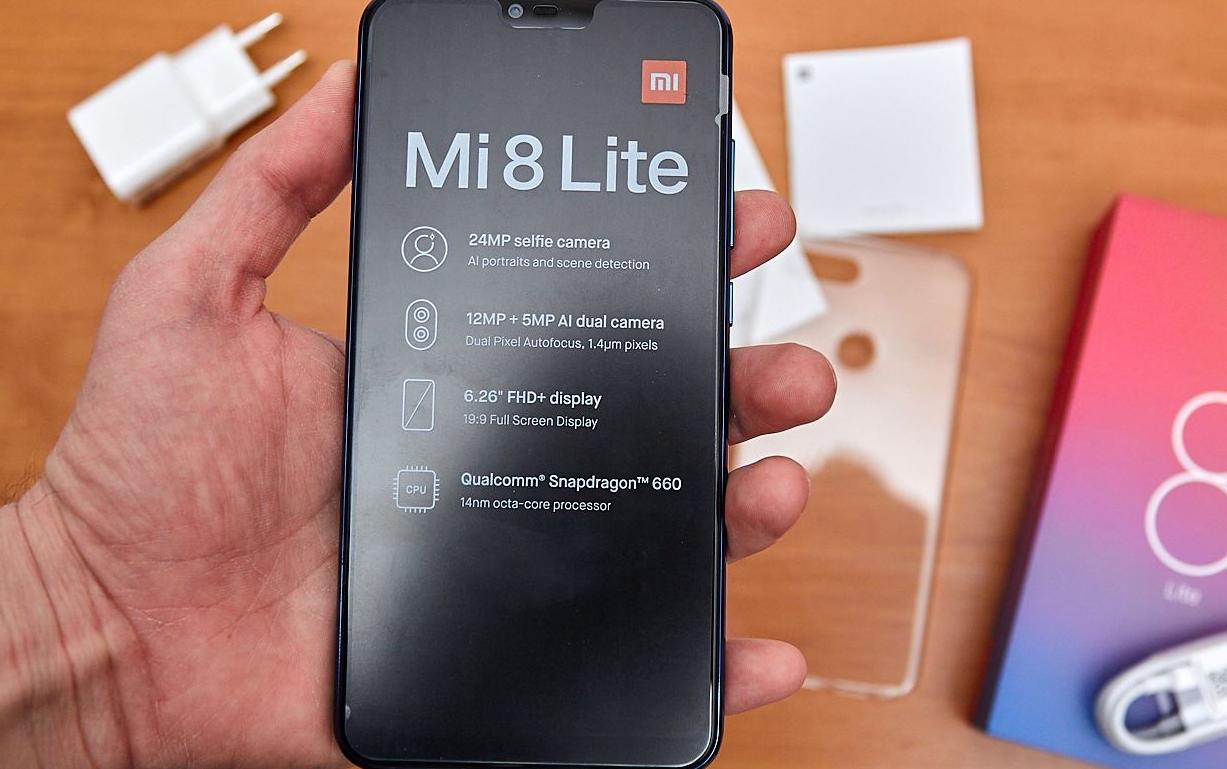 mi
Mi 8 Lite
24MP selfie camera
AI portraits and scene detection
12MP + 5MP AI dual camera
Dual Pixel Autofocus, 1.4μm pixels
6.26" FHD+ display
19:9 Full Screen Display
CPU
Qualcomm® Snapdragon™ 660
14nm octa-core processor
8
Lite